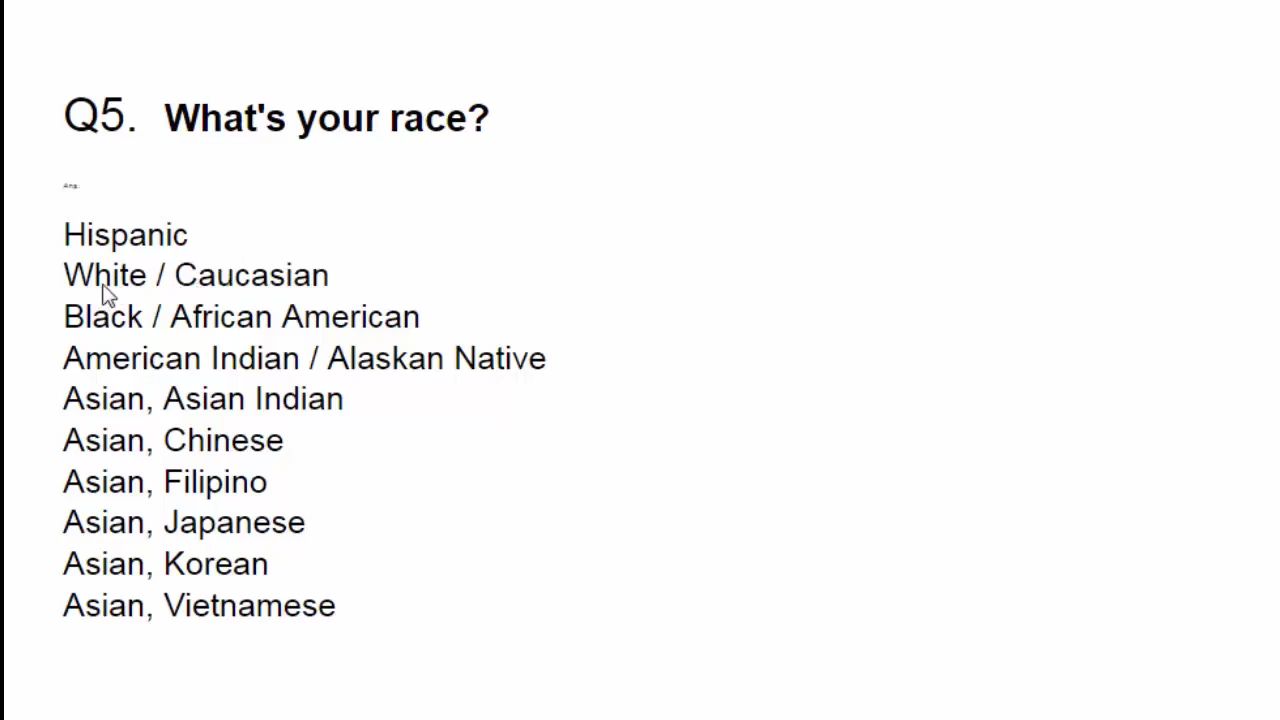 Q5. What's your race?
Ans:
Hispanic
White / Caucasian
Black / African American
American Indian / Alaskan Native
Asian, Asian Indian
Asian, Chinese
Asian, Filipino
Asian, Japanese
Asian, Korean
Asian, Vietnamese